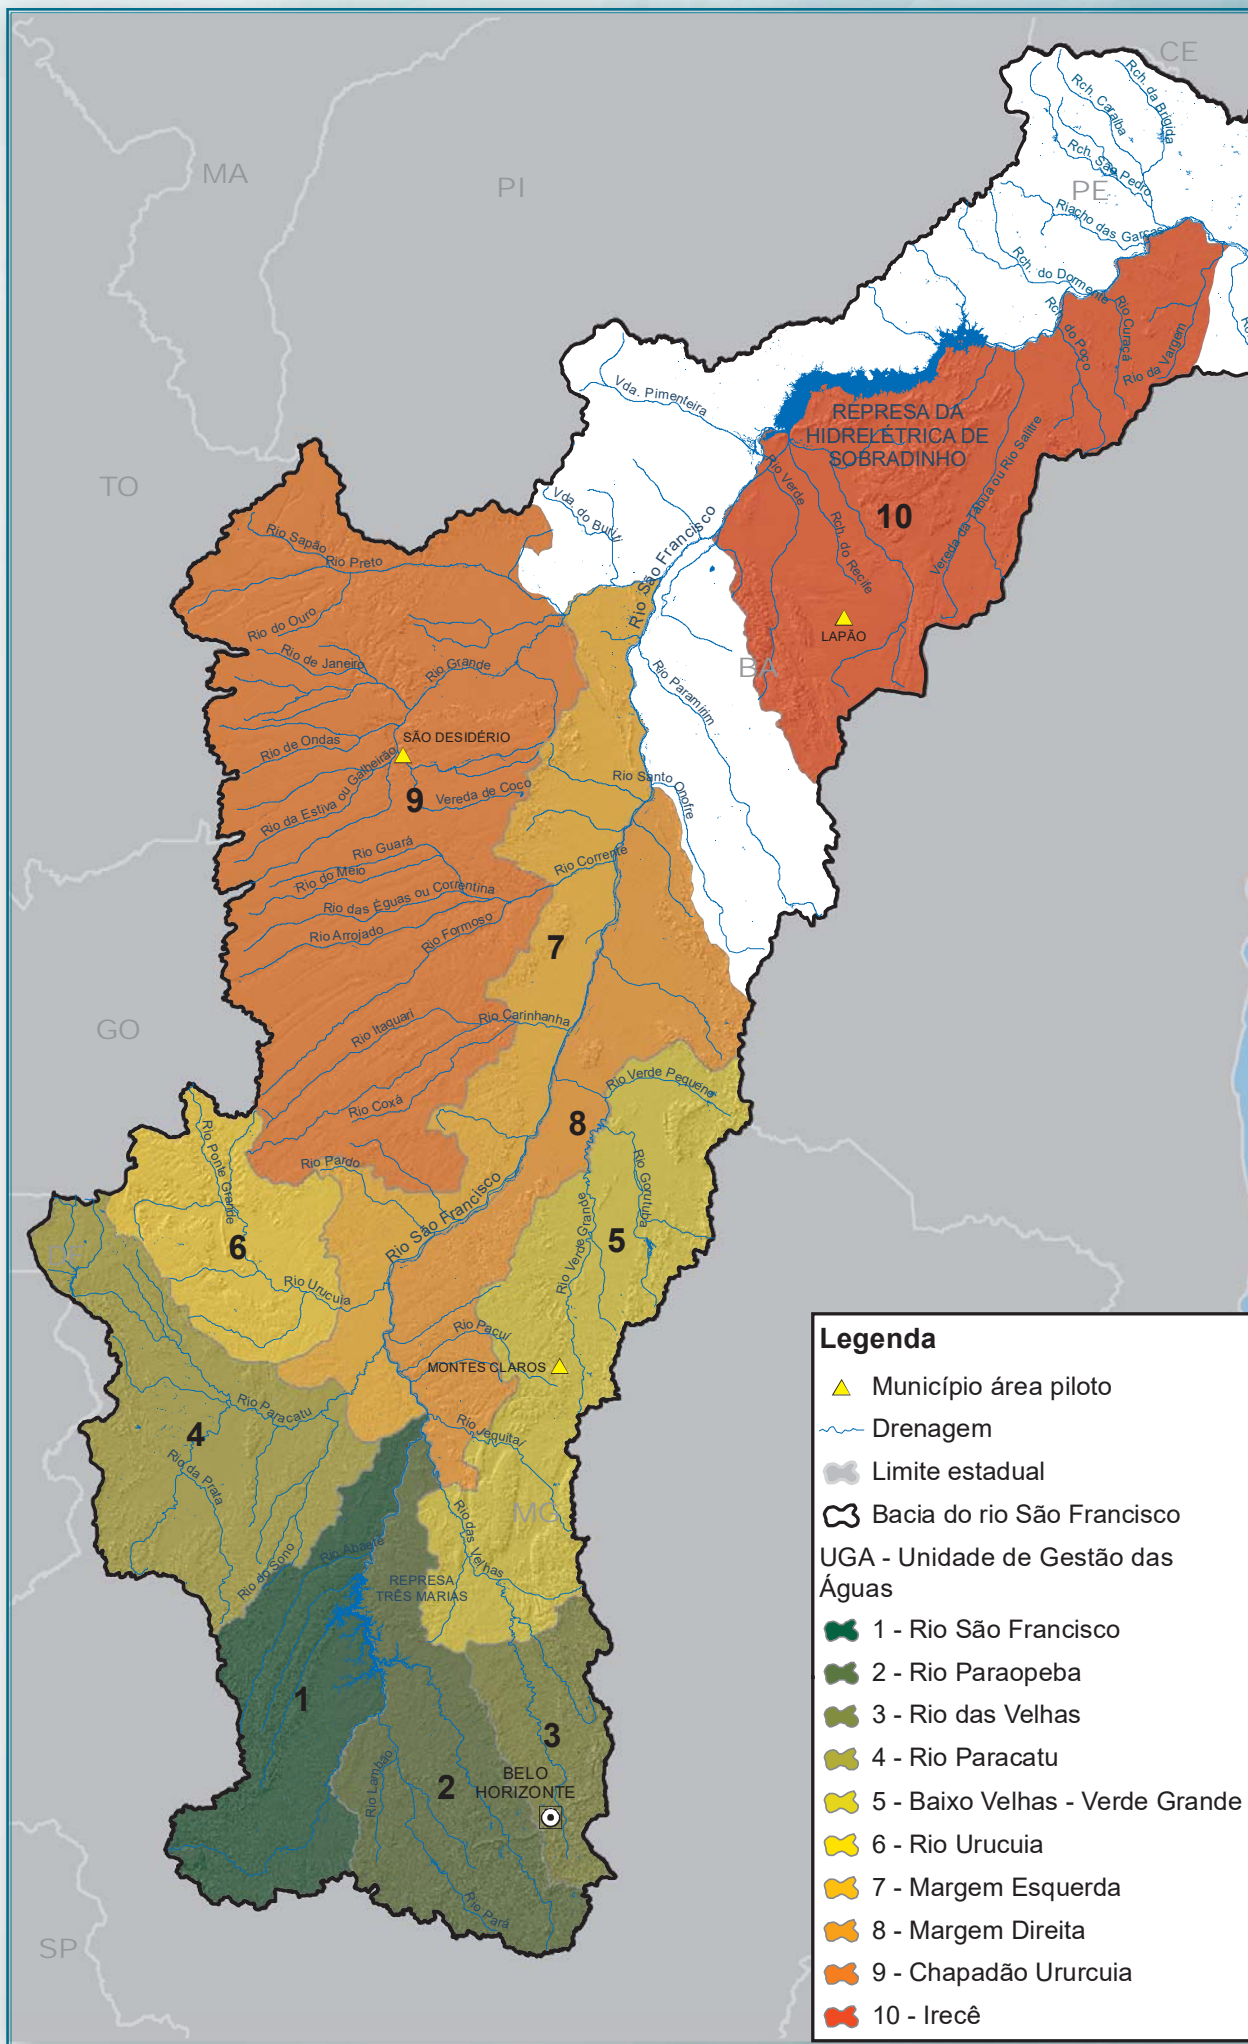 CE
Rch. da Brigida
Rch. Caraíba
MA
PI
Rch. São Pedro
PE
Riacho das Garças
Rch. do Dormente
Rch. do Poço
Rio Curaçá
Rio da Vargem
Vda. Pimenteira
REPRESA DA
HIDRELÉTRICA DE
SOBRADINHO
Rio Verde
Vereda da Tábua ou Rio Salitre
TO
Vda. do Buriti
Rio São Francisco
Rch. do Recife
10
Rio Sapão
Rio Preto
LAPÃO
Rio do Ouro
Rio de Janeiro
Rio Grande
BA
Rio Paramirim
SÃO DESIDÉRIO
Rio de Ondas
Rio da Estiva ou Galheirão
Rio Santo Onofre
9
Vereda de Coco
Rio Guará
Rio do Meio
Rio Corrente
Rio das Éguas ou Correntina
Rio Arrojado
Rio Formoso
7
GO
Rio Itaguari
Rio Carinhanha
Rio Verde Pequeno
Rio Coxá
8
Rio Ponte Grande
Rio Pardo
Rio Gorutuba
Rio São Francisco
Rio Verde Grande
DF
6
5
Rio Urucuia
Rio Pacuí
MONTES CLAROS
Rio Paracatu
4
Rio Jequitaí
Rio da Prata
MG
Rio das Velhas
Rio Abaeté
Rio do Sono
REPRESA
TRÊS MARIAS
1
3
Rio Lambão
2
BELO
HORIZONTE
Rio Pará
SP
Legenda
Município área piloto
Drenagem
Limite estadual
Bacia do rio São Francisco
UGA - Unidade de Gestão das
Águas
1 - Rio São Francisco
2 - Rio Paraopeba
3 - Rio das Velhas
4 - Rio Paracatu
5 - Baixo Velhas - Verde Grande
6 - Rio Urucuia
7 - Margem Esquerda
8 - Margem Direita
9 - Chapadão Ururcuia
10 - Irecê